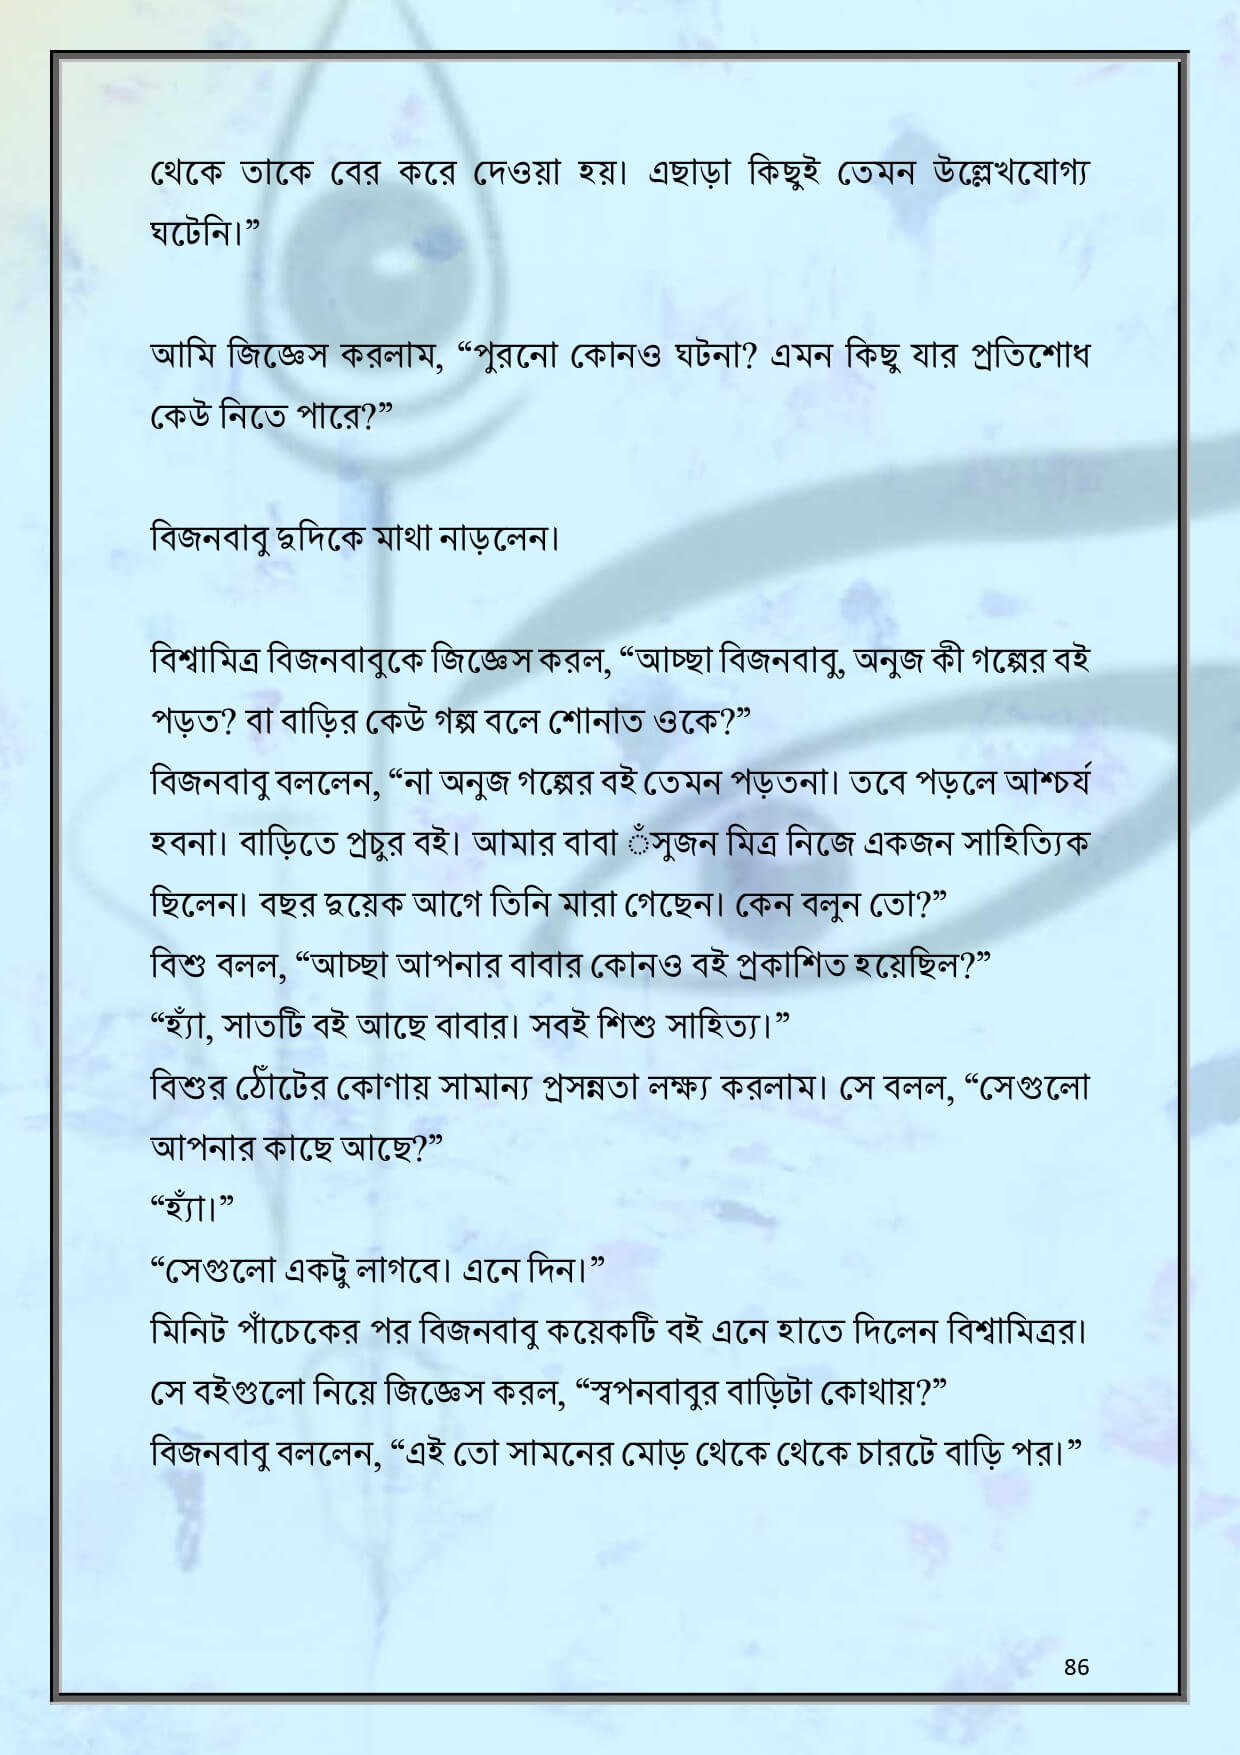 থেকে তাকে বের করে দেওয়া হয়। এছাড়া কিছুই তেমন উল্লেখযোগ্য
ঘটেনি।”
আমি জিজ্ঞেস করলাম, “পুরনো কোনও ঘটনা? এমন কিছু যার প্রতিশোধ
কেউ নিতে পারে?”
বিজনবাবু দুদিকে মাথা নাড়লেন।
বিশ্বামিত্র বিজনবাবুকে জিজ্ঞেস করল, “আচ্ছা বিজনবাবু, অনুজ কী গল্পের বই
পড়ত? বা বাড়ির কেউ গল্প বলে শোনাত ওকে?”
বিজনবাবু বললেন, “না অনুজ গল্পের বই তেমন পড়তনা। তবে পড়লে আশ্চর্য
হবনা। বাড়িতে প্রচুর বই। আমার বাবা ঁসুজন মিত্র নিজে একজন সাহিত্যিক
ছিলেন। বছর দুয়েক আগে তিনি মারা গেছেন। কেন বলুন তো?”
বিশু বলল, “আচ্ছা আপনার বাবার কোনও বই প্রকাশিত হয়েছিল?”
“হ্যাঁ, সাতটি বই আছে বাবার। সবই শিশু সাহিত্য।”
বিশুর ঠোঁটের কোণায় সামান্য প্রসন্নতা লক্ষ্য করলাম। সে বলল, “সেগুলো
আপনার কাছে আছে?”
“হ্যাঁ।”
“সেগুলো একটু লাগবে। এনে দিন।”
মিনিট পাঁচেকের পর বিজনবাবু কয়েকটি বই এনে হাতে দিলেন বিশ্বামিত্রর।
সে বইগুলো নিয়ে জিজ্ঞেস করল, “স্বপনবাবুর বাড়িটা কোথায়?”
বিজনবাবু বললেন, “এই তো সামনের মোড় থেকে থেকে চারটে বাড়ি পর।”
86